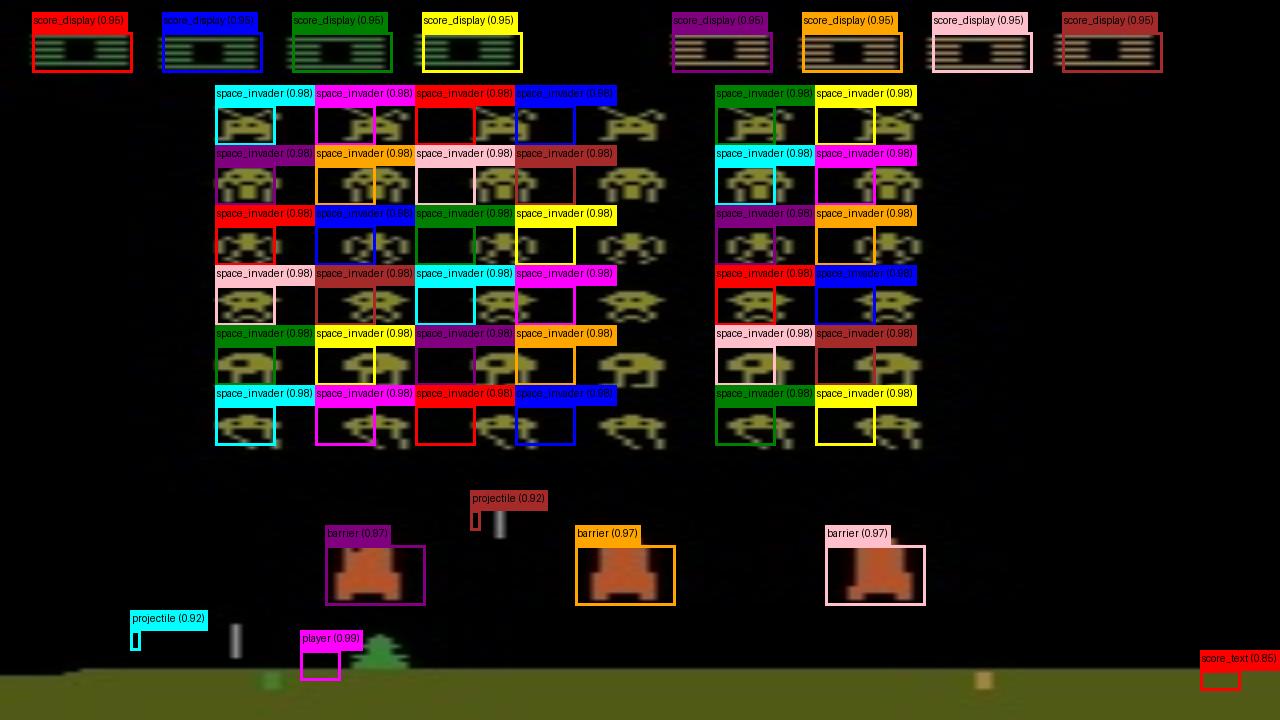 score_display (0.95) score_display (0.95) score_display (0.95) score_display (0.95) score_display (0.95) score_display (0.95) score_display (0.95) score_display (0.95)
space_invader (0.98) space_invader (0.98) space_invader (0.98) space_invader (0.98) space_invader (0.98) space_invader (0.98)
space_invader (0.98) space_invader (0.98) space_invader (0.98) space_invader (0.98) space_invader (0.98) space_invader (0.98)
space_invader (0.98) space_invader (0.98) space_invader (0.98) space_invader (0.98) space_invader (0.98) space_invader (0.98)
space_invader (0.98) space_invader (0.98) space_invader (0.98) space_invader (0.98) space_invader (0.98) space_invader (0.98)
space_invader (0.98) space_invader (0.98) space_invader (0.98) space_invader (0.98) space_invader (0.98) space_invader (0.98)
space_invader (0.98) space_invader (0.98) space_invader (0.98) space_invader (0.98) space_invader (0.98) space_invader (0.98)
projectile (0.92)
barrier (0.97) barrier (0.97) barrier (0.97)
projectile (0.92)
player (0.99)
score_text (0.85)